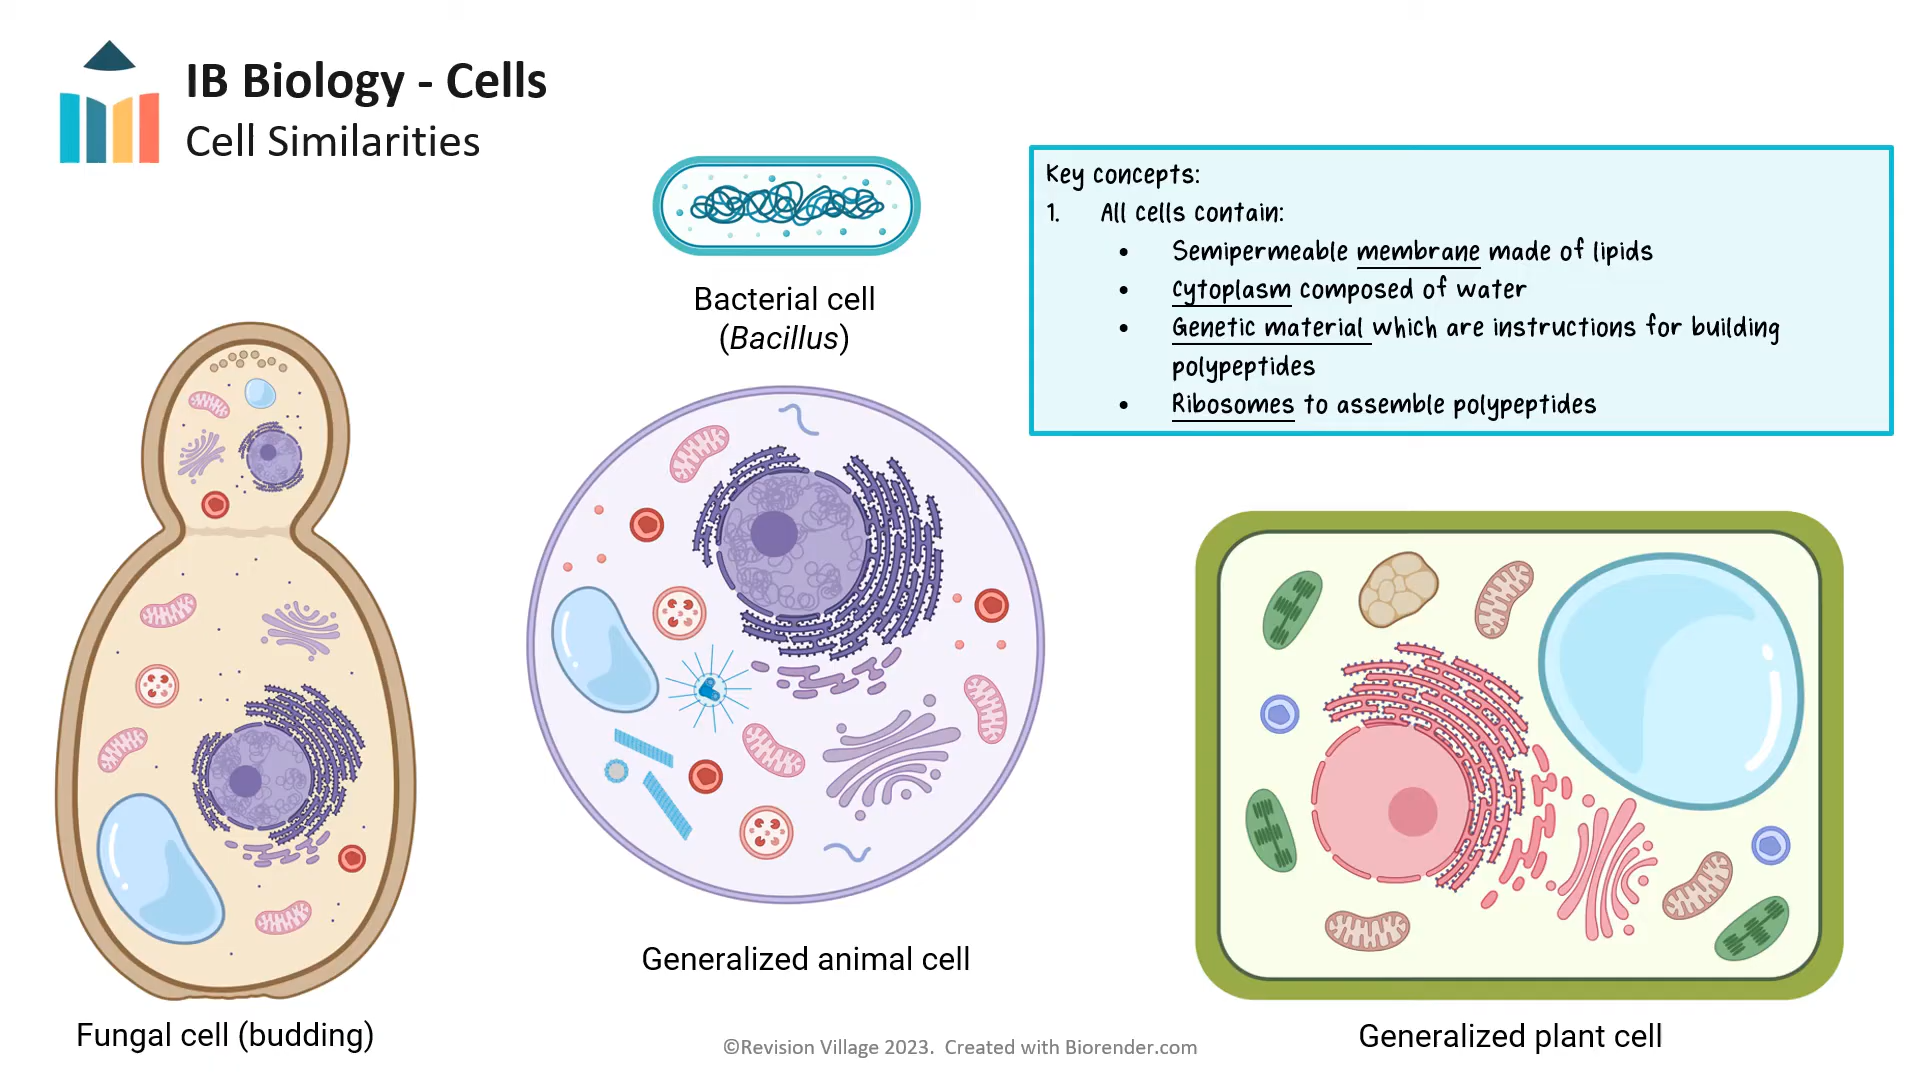 IB Biology - Cells
Cell Similarities
Key concepts:
1. All cells contain:
• Semipermeable membrane made of lipids
• Cytoplasm composed of water
• Genetic material which are instructions for building
polypeptides
• Ribosomes to assemble polypeptides
Bacterial cell
(Bacillus)
Generalized animal cell
Fungal cell (budding)
Generalized plant cell
©Revision Village 2023. Created with Biorender.com